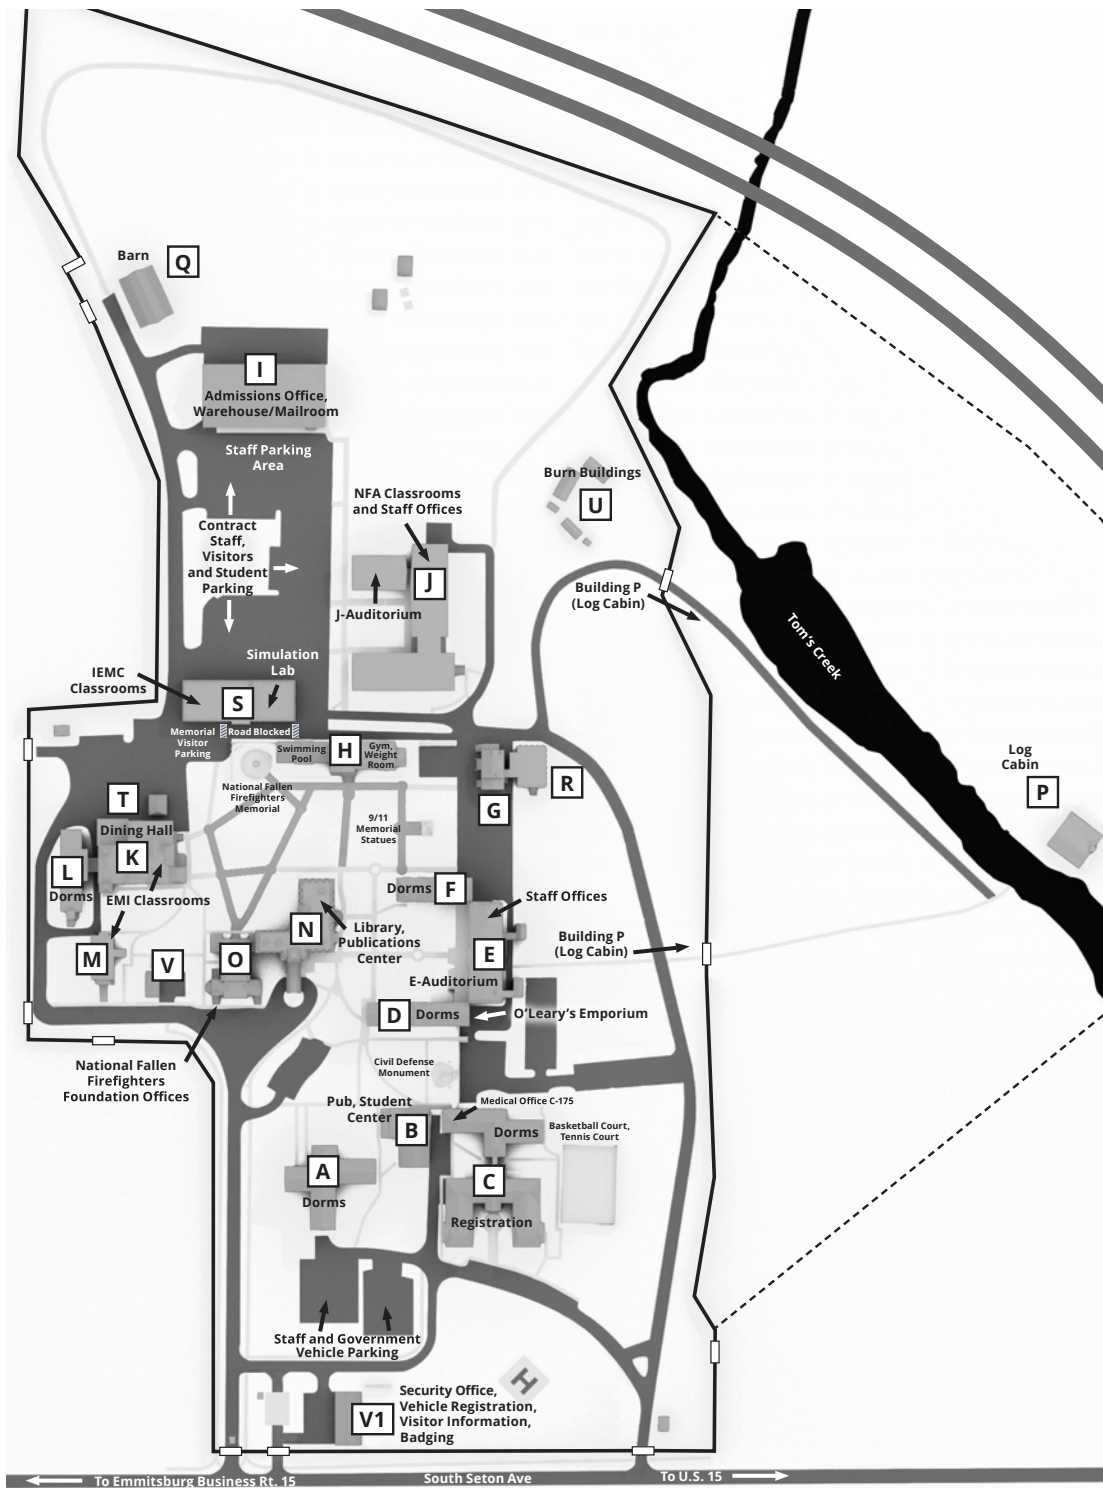 Barn
Q
I
Admissions Office,
Warehouse/Mailroom
Staff Parking
Area
Burn Buildings
U
NFA Classrooms
and Staff Offices
Contract
Staff,
Visitors
and Student
Parking
J
J-Auditorium
Building P
(Log Cabin)
Tom's Creek
Simulation
Lab
IEMC
Classrooms
S
Memorial
Visitor
Parking
Road Blocked
Swimming
Pool
H
Gym,
Weight
Room
Log
Cabin
P
R
G
National Fallen
Firefighters
Memorial
T
9/11
Memorial
Statues
Dining Hall
K
L
Dorms
EMI Classrooms
Dorms
F
Staff Offices
N
Library,
Publications
Center
Building P
(Log Cabin)
M
V
O
E
E-Auditorium
D
Dorms
O'Leary's Emporium
National Fallen
Firefighters
Foundation Offices
Civil Defense
Monument
Pub, Student
Center
B
Medical Office C-175
Dorms
Basketball Court,
Tennis Court
A
Dorms
C
Registration
Staff and Government
Vehicle Parking
H
V1
Security Office,
Vehicle Registration,
Visitor Information,
Badging
To Emmitsburg Business Rt. 15
South Seton Ave
To U.S. 15